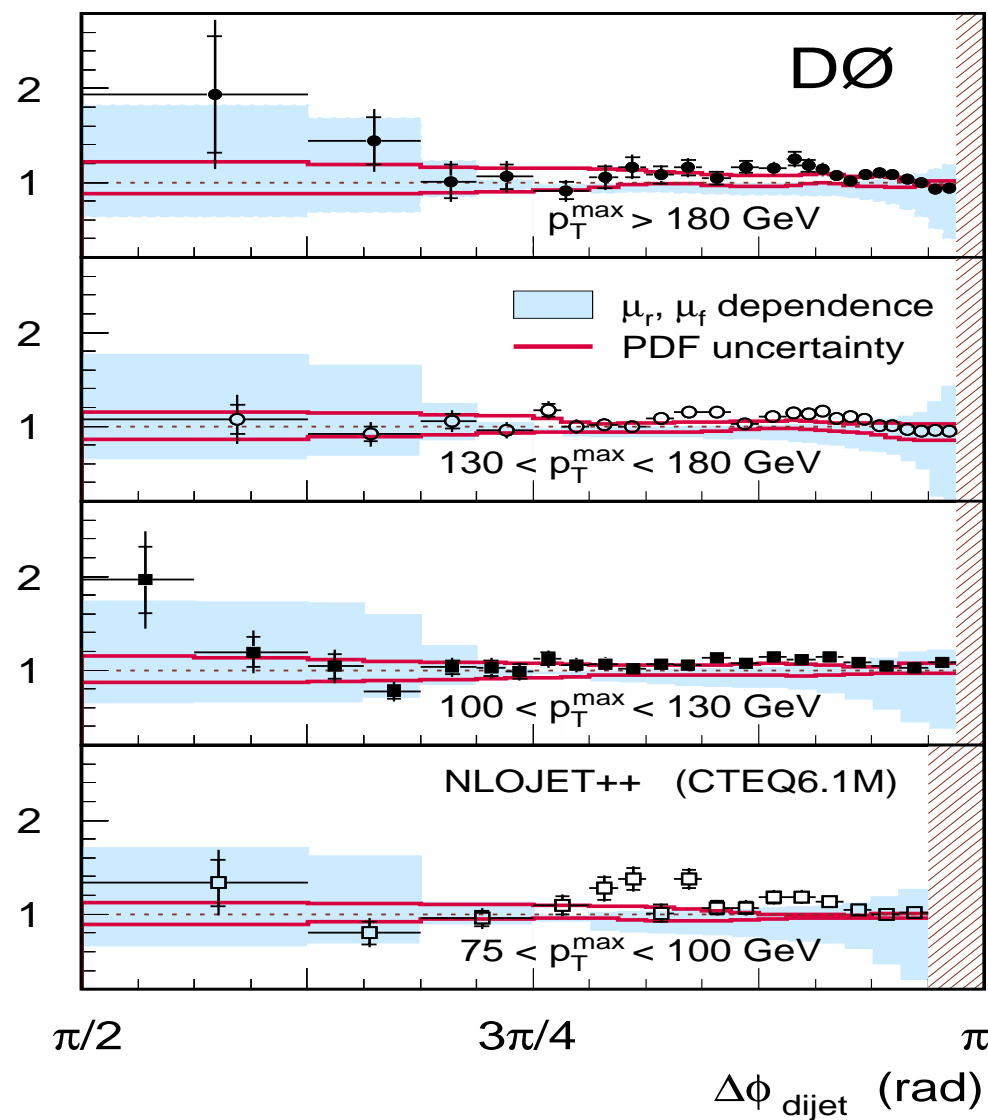 DØ
2
1
p_T^max > 180 GeV
2
μ_r, μ_f dependence
PDF uncertainty
1
130 < p_T^max < 180 GeV
2
1
100 < p_T^max < 130 GeV
NLOJET++ (CTEQ6.1M)
2
1
75 < p_T^max < 100 GeV
π/2 3π/4 π
Δϕ dijet (rad)